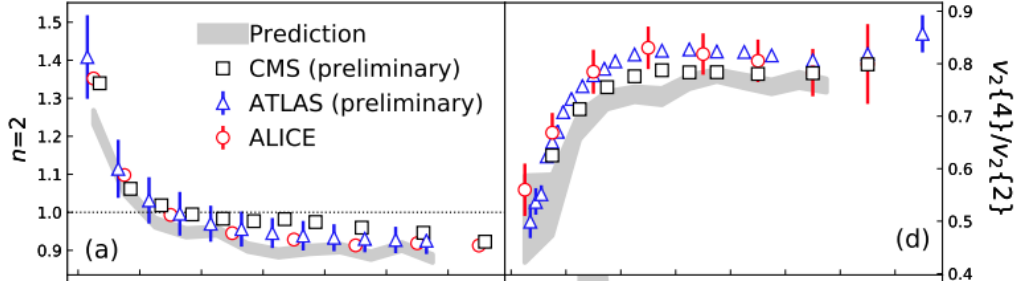 n=2
1.5
1.4
1.3
1.2
1.1
1.0
0.9
Prediction
CMS (preliminary)
ATLAS (preliminary)
ALICE
(a)
(d)
0.9
0.8
0.7
0.6
0.5
0.4
v₂{4}/v₂{2}